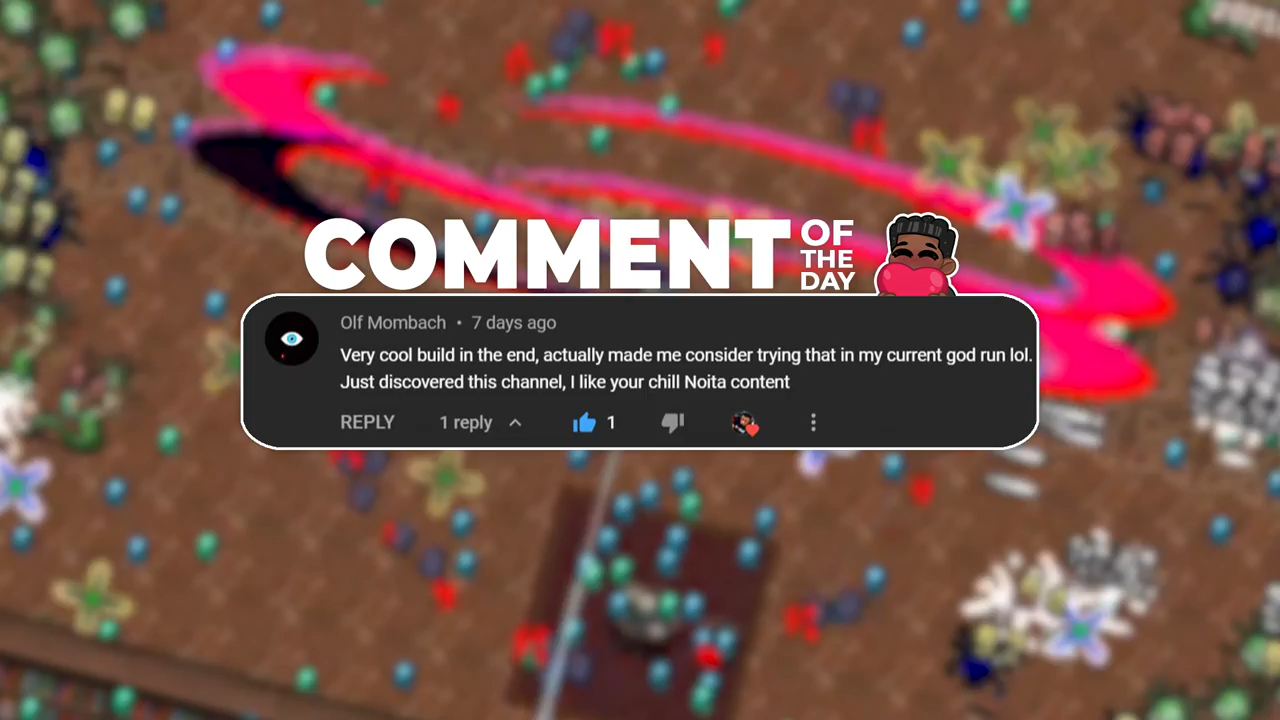 COMMENT
OF
THE
DAY
Olf Mombach • 7 days ago
Very cool build in the end, actually made me consider trying that in my current god run lol.
Just discovered this channel, I like your chill Noita content
REPLY 1 reply 1